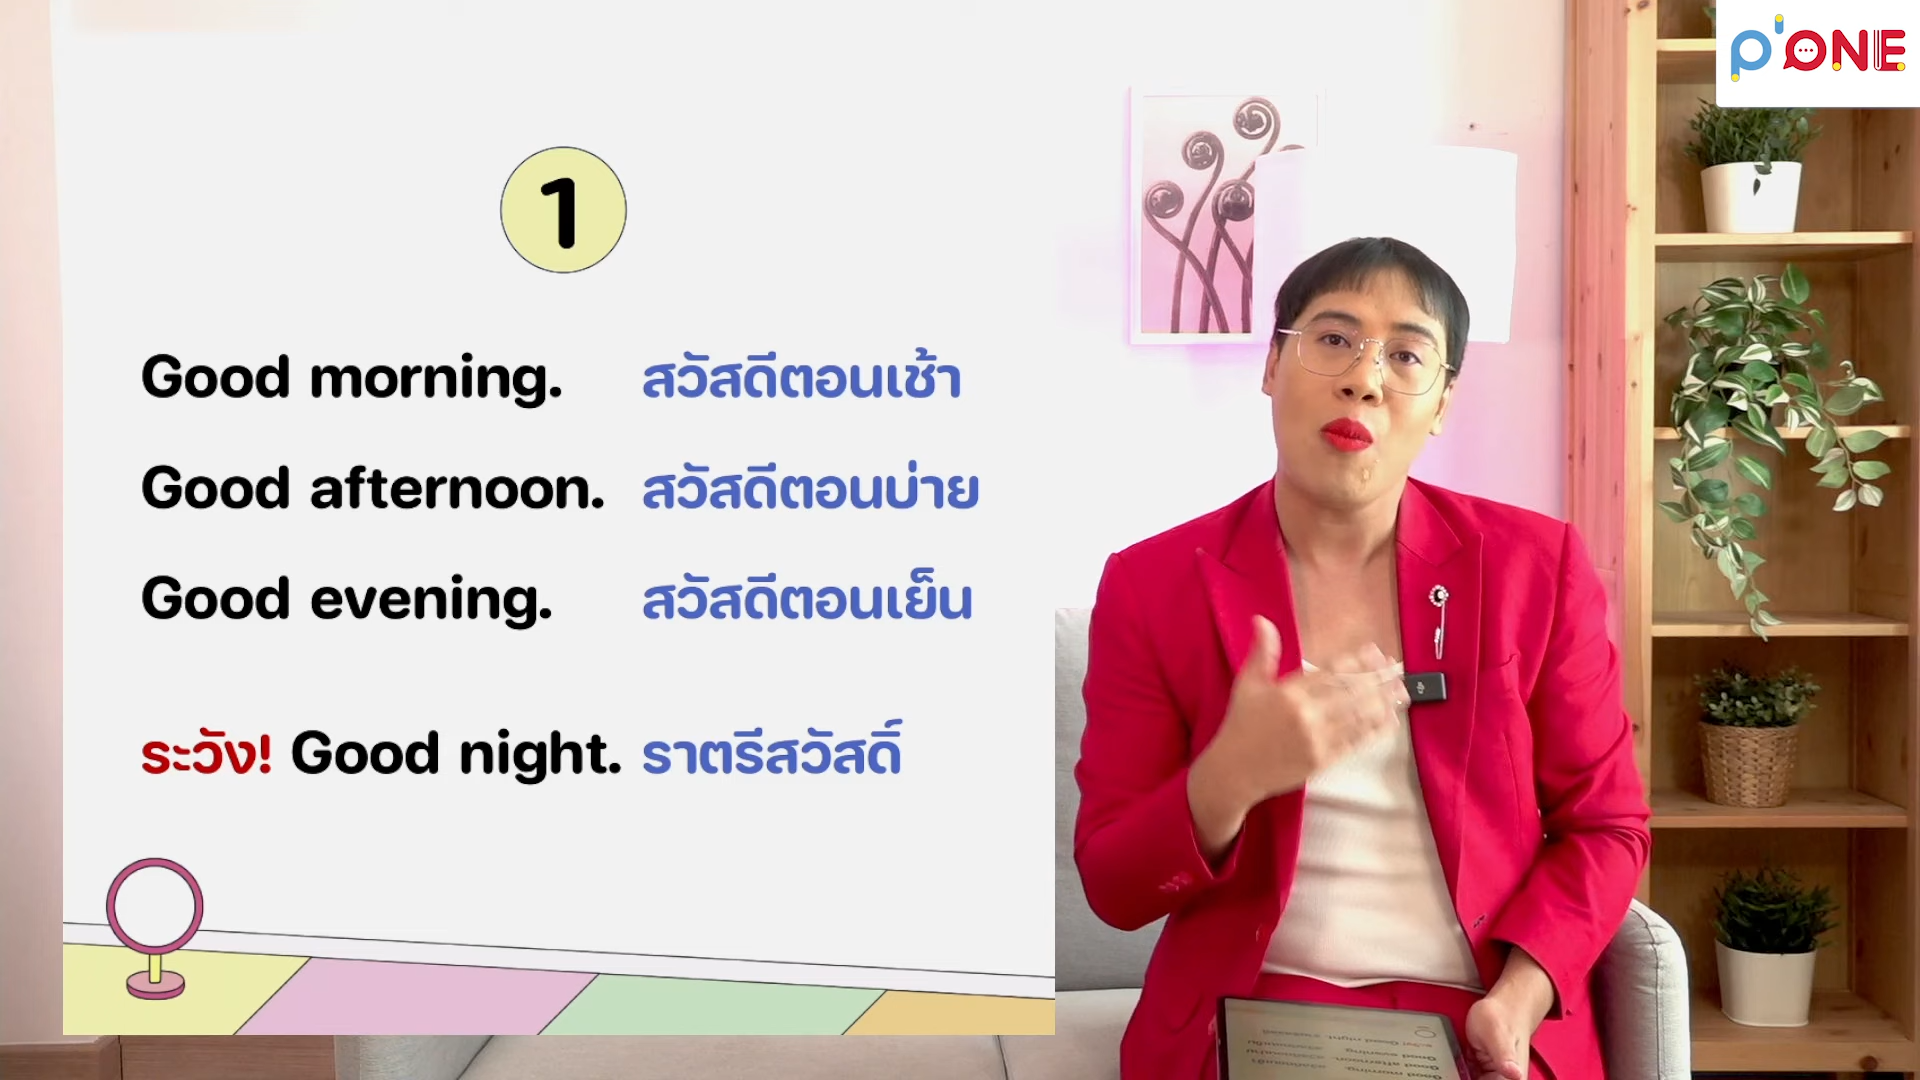 P'ONE
1
Good morning. สวัสดีตอนเช้า
Good afternoon. สวัสดีตอนบ่าย
Good evening. สวัสดีตอนเย็น
ระวัง! Good night. ราตรีสวัสดิ์